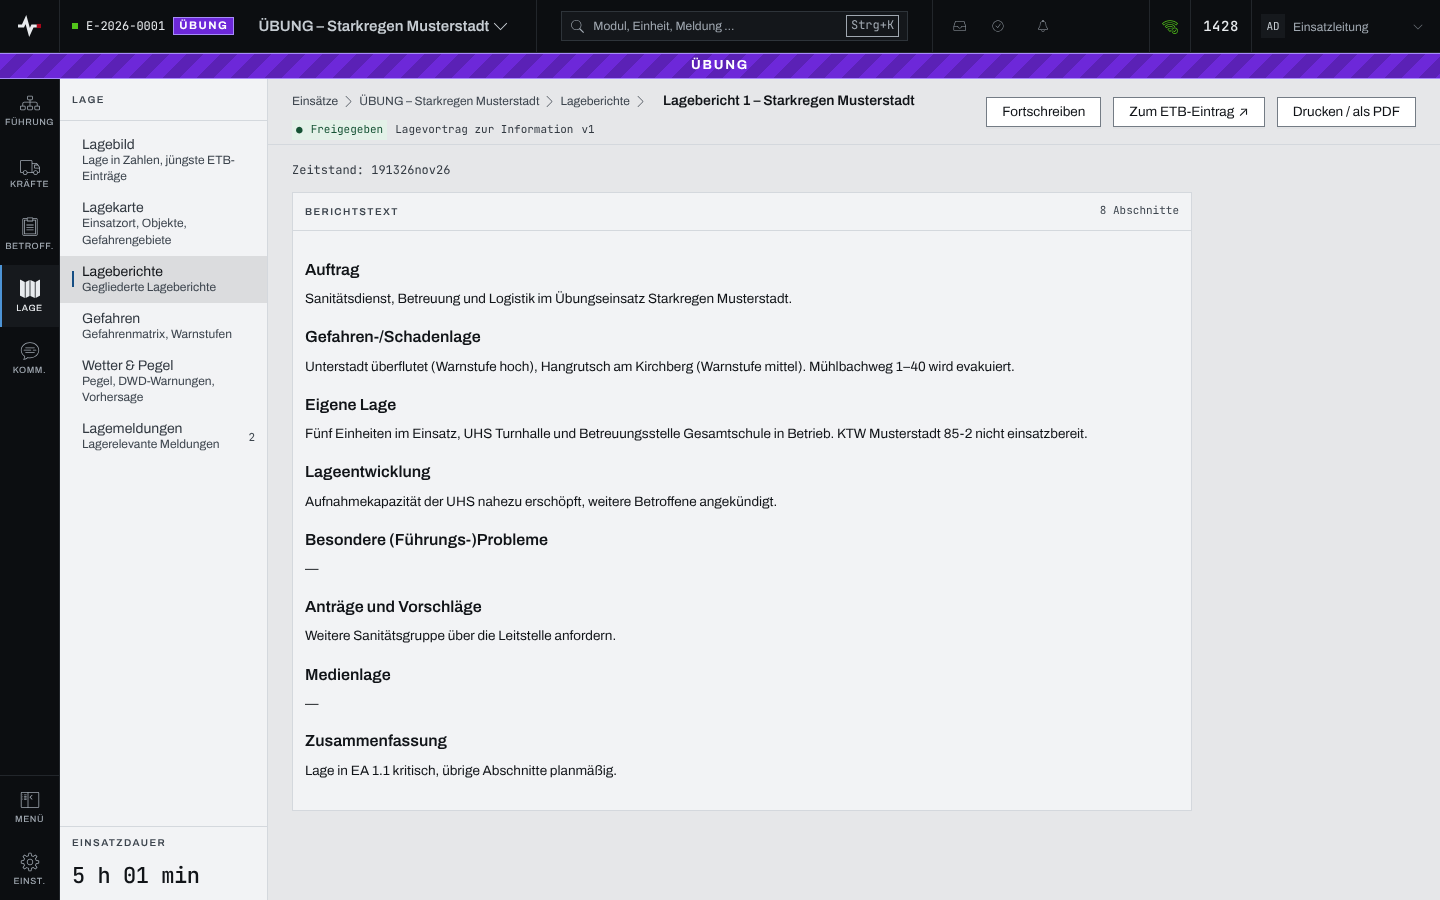 E-2026-0001 ÜBUNG ÜBUNG – Starkregen Musterstadt Modul, Einheit, Meldung ... Strg+K 1428 AD Einsatzleitung
ÜBUNG
FÜHRUNG
KRÄFTE
BETROFF.
LAGE
KOMM.
MENÜ
EINST.
LAGE
Lagebild
Lage in Zahlen, jüngste ETB-
Einträge
Lagekarte
Einsatzort, Objekte,
Gefahrengebiete
Lageberichte
Gegliederte Lageberichte
Gefahren
Gefahrenmatrix, Warnstufen
Wetter & Pegel
Pegel, DWD-Warnungen,
Vorhersage
Lagemeldungen
Lagerelevante Meldungen 2
EINSATZDAUER
5 h 01 min
Einsätze ÜBUNG – Starkregen Musterstadt Lageberichte Lagebericht 1 – Starkregen Musterstadt
Freigegeben Lagevortrag zur Information v1
Fortschreiben Zum ETB-Eintrag ↗ Drucken / als PDF
Zeitstand: 191326nov26
BERICHTSTEXT 8 Abschnitte
Auftrag
Sanitätsdienst, Betreuung und Logistik im Übungseinsatz Starkregen Musterstadt.
Gefahren-/Schadenlage
Unterstadt überflutet (Warnstufe hoch), Hangrutsch am Kirchberg (Warnstufe mittel). Mühlbachweg 1–40 wird evakuiert.
Eigene Lage
Fünf Einheiten im Einsatz, UHS Turnhalle und Betreuungsstelle Gesamtschule in Betrieb. KTW Musterstadt 85-2 nicht einsatzbereit.
Lageentwicklung
Aufnahmekapazität der UHS nahezu erschöpft, weitere Betroffene angekündigt.
Besondere (Führungs-)Probleme
—
Anträge und Vorschläge
Weitere Sanitätsgruppe über die Leitstelle anfordern.
Medienlage
—
Zusammenfassung
Lage in EA 1.1 kritisch, übrige Abschnitte planmäßig.